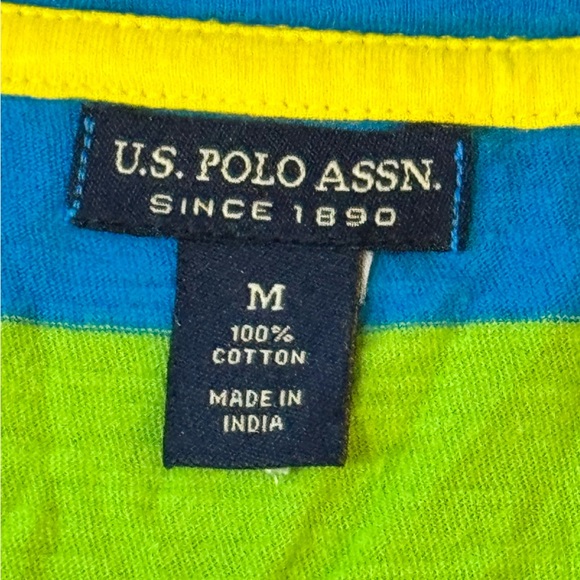 U.S. POLO ASSN.
SINCE 1890
M
100%
COTTON
MADE IN
INDIA